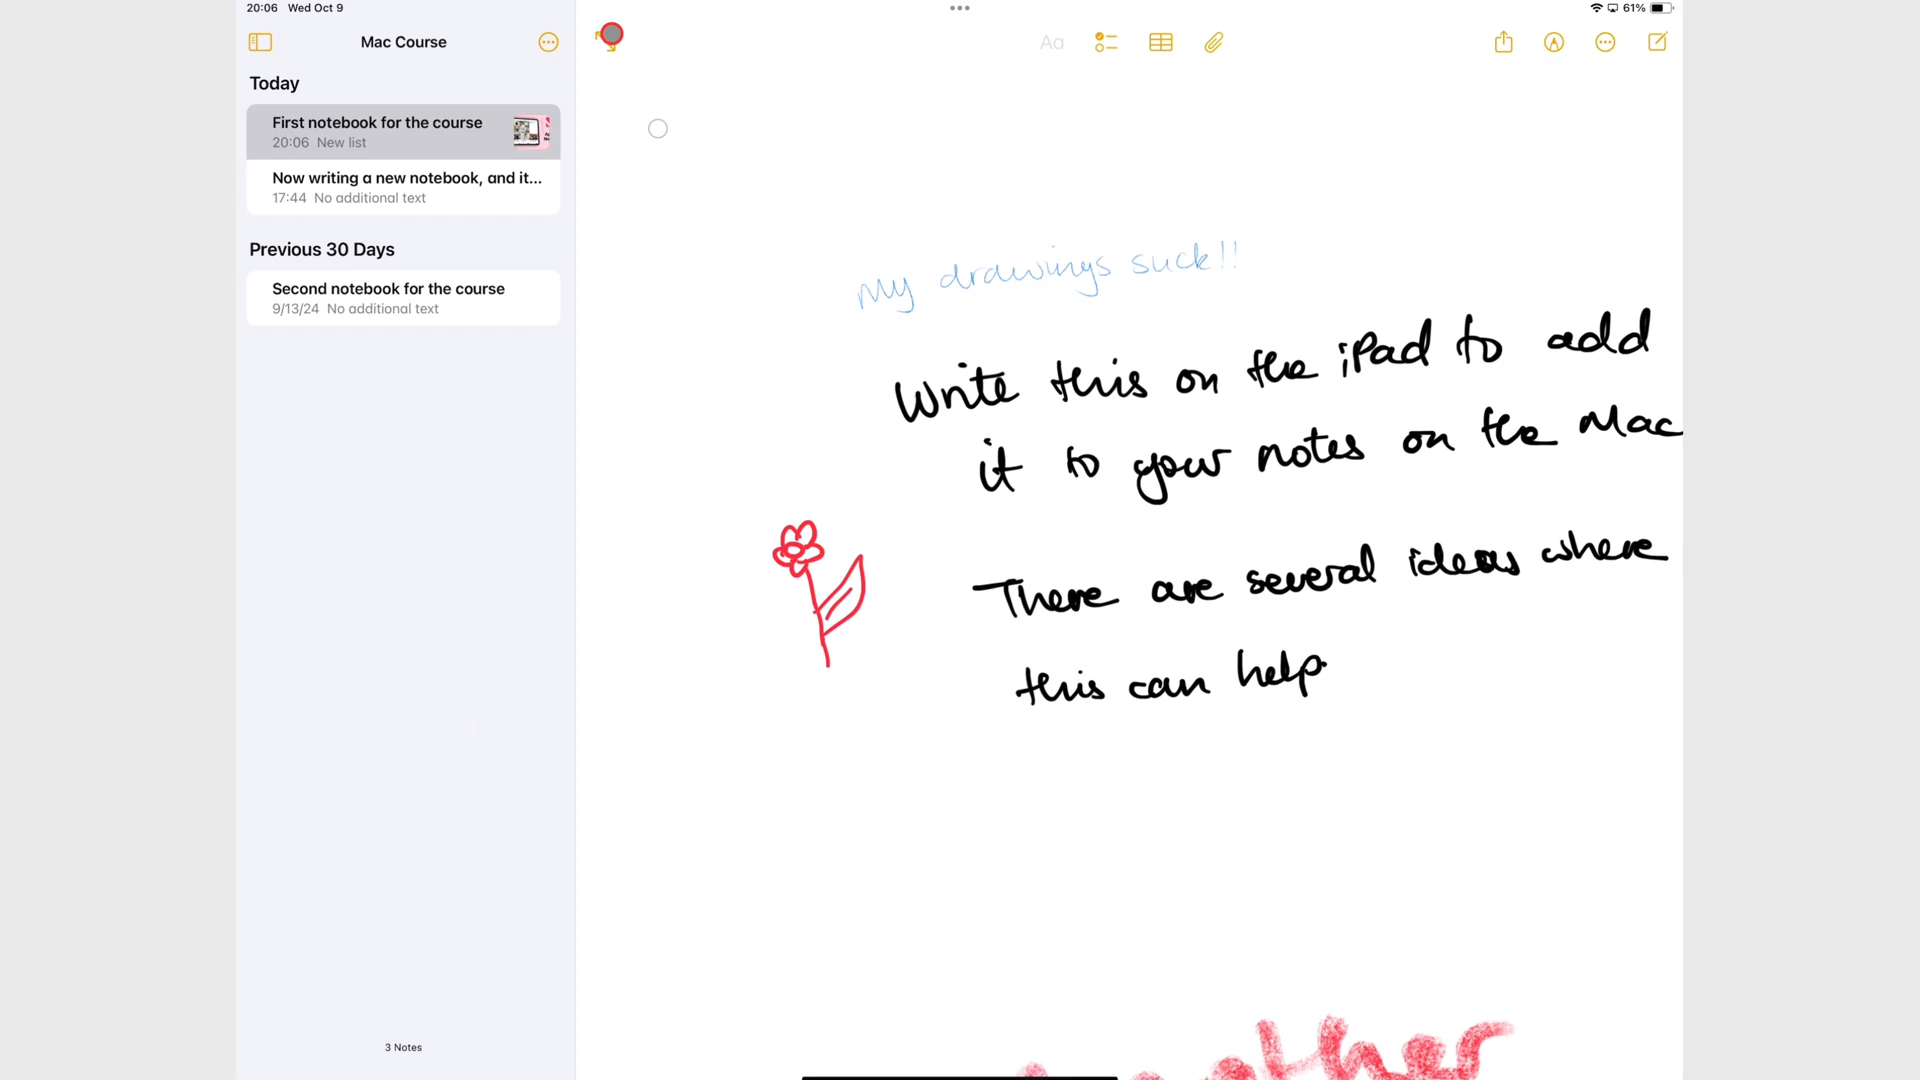 20:06 Wed Oct 9
61%
Mac Course
Aa
Today
First notebook for the course
20:06 New list
Now writing a new notebook, and it...
17:44 No additional text
Previous 30 Days
Second notebook for the course
9/13/24 No additional text
My drawings suck!!
Write this on the iPad to add
it to your notes on the Mac
There are several ideas where
this can help.
3 Notes